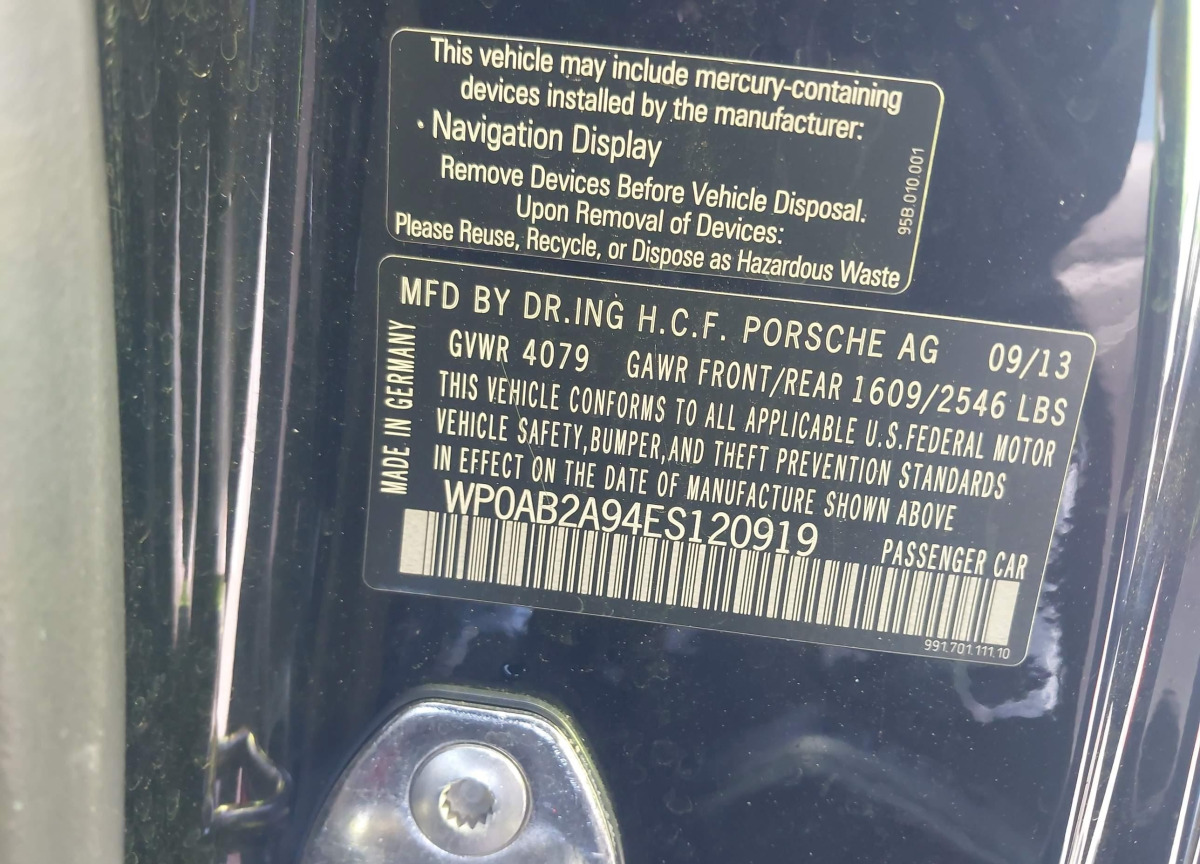 This vehicle may include mercury-containing
devices installed by the manufacturer:
· Navigation Display
Remove Devices Before Vehicle Disposal.
Upon Removal of Devices:
Please Reuse, Recycle, or Dispose as Hazardous Waste
95B.010.001
MFD BY DR.ING H.C.F. PORSCHE AG 09/13
GVWR 4079 GAWR FRONT/REAR 1609/2546 LBS
THIS VEHICLE CONFORMS TO ALL APPLICABLE U.S.FEDERAL MOTOR
VEHICLE SAFETY,BUMPER,AND THEFT PREVENTION STANDARDS
IN EFFECT ON THE DATE OF MANUFACTURE SHOWN ABOVE
WP0AB2A94ES120919 PASSENGER CAR
MADE IN GERMANY
991.701.111.10